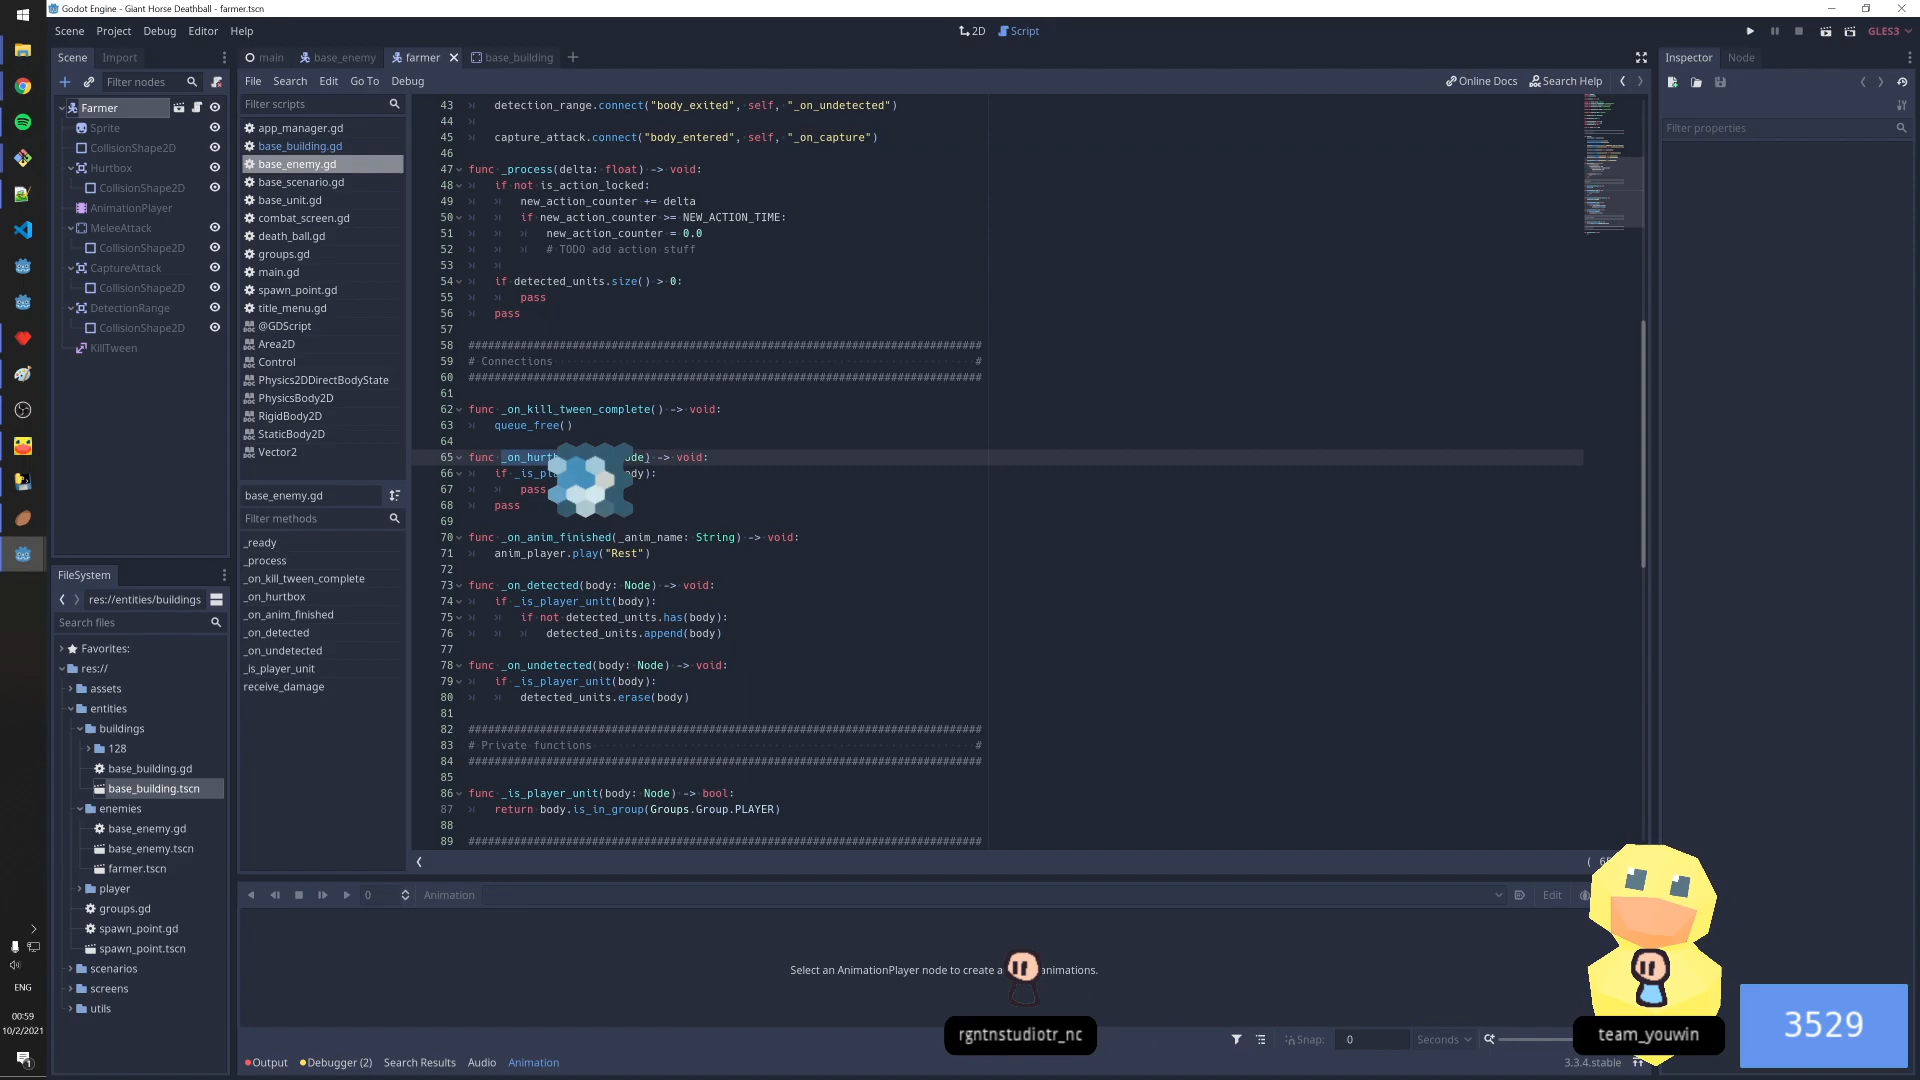 Godot Engine - Giant Horse Deathball - farmer.tscn
Scene Project Debug Editor Help
2D Script
GLES3
Scene Import
main base_enemy farmer base_building
Inspector Node
Filter nodes
File Search Edit Go To Debug
Online Docs Search Help
Filter scripts
Filter properties
Farmer
Sprite
CollisionShape2D
Hurtbox
CollisionShape2D
AnimationPlayer
MeleeAttack
CollisionShape2D
CaptureAttack
CollisionShape2D
DetectionRange
CollisionShape2D
KillTween
app_manager.gd
base_building.gd
base_enemy.gd
base_scenario.gd
base_unit.gd
combat_screen.gd
death_ball.gd
groups.gd
main.gd
spawn_point.gd
title_menu.gd
@GDScript
Area2D
Control
Physics2DDirectBodyState
PhysicsBody2D
RigidBody2D
StaticBody2D
Vector2
base_enemy.gd
Filter methods
_ready
_process
_on_kill_tween_complete
_on_hurtbox
_on_anim_finished
_on_detected
_on_undetected
_is_player_unit
receive_damage
43 detection_range.connect("body_exited", self, "_on_undetected")
44
45 capture_attack.connect("body_entered", self, "_on_capture")
46
47 func _process(delta: float) -> void:
48 if not is_action_locked:
49 new_action_counter += delta
50 if new_action_counter >= NEW_ACTION_TIME:
51 new_action_counter = 0.0
52 # TODO add action stuff
53
54 if detected_units.size() > 0:
55 pass
56 pass
57
58 ###############################################################################
59 # Connections #
60 ###############################################################################
61
62 func _on_kill_tween_complete() -> void:
63 queue_free()
64
65 func _on_hurt ode) -> void:
66 if _is_pl dy):
67 pass
68 pass
69
70 func _on_anim_finished(_anim_name: String) -> void:
71 anim_player.play("Rest")
72
73 func _on_detected(body: Node) -> void:
74 if _is_player_unit(body):
75 if not detected_units.has(body):
76 detected_units.append(body)
77
78 func _on_undetected(body: Node) -> void:
79 if _is_player_unit(body):
80 detected_units.erase(body)
81
82 ###############################################################################
83 # Private functions #
84 ###############################################################################
85
86 func _is_player_unit(body: Node) -> bool:
87 return body.is_in_group(Groups.Group.PLAYER)
88
89 ###############################################################################
FileSystem
res://entities/buildings
Search files
Favorites:
res://
assets
entities
buildings
128
base_building.gd
base_building.tscn
enemies
base_enemy.gd
base_enemy.tscn
farmer.tscn
player
groups.gd
spawn_point.gd
spawn_point.tscn
scenarios
screens
utils
0 Animation Edit
Select an AnimationPlayer node to create a animations.
Snap: 0 Seconds
Output Debugger (2) Search Results Audio Animation
3.3.4.stable
rgntnstudiotr_nc
team_youwin
3529
ENG
00:59
10/2/2021